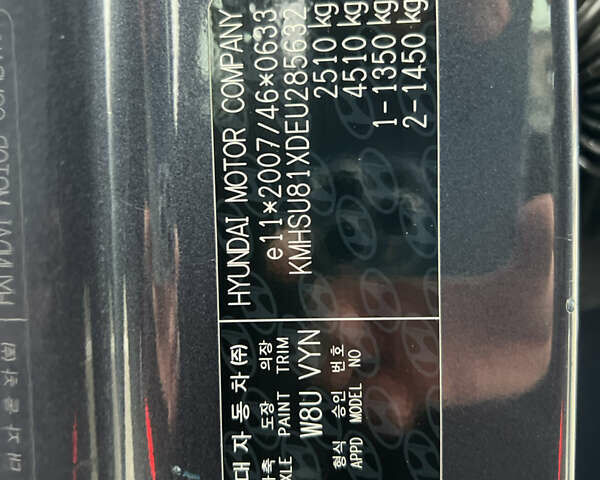 HYUNDAI MOTOR COMPANY
e11*2007/46*0633
KMHSU81XDEU285632
2510 kg
4510 kg
1-1350 kg
2-1450 kg
대 자 동 차 ㈜
도장 의장
PAINT TRIM
W8U VYN
형식 승인 번호
APPD MODEL NO